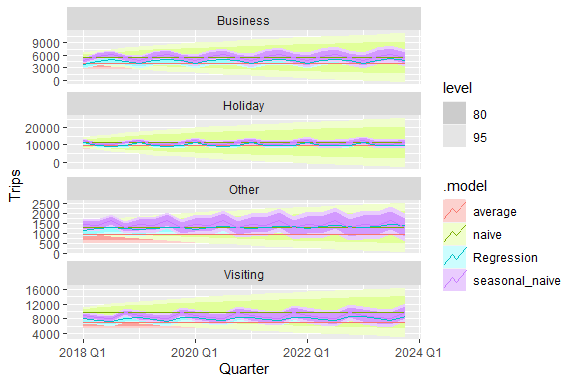 Business
9000
6000
3000
0
Holiday
20000
10000
0
Other
2500
2000
1500
1000
500
0
Visiting
16000
12000
8000
4000
Trips
2018 Q1 2020 Q1 2022 Q1 2024 Q1
Quarter
level
80
95
.model
average
naive
Regression
seasonal_naive